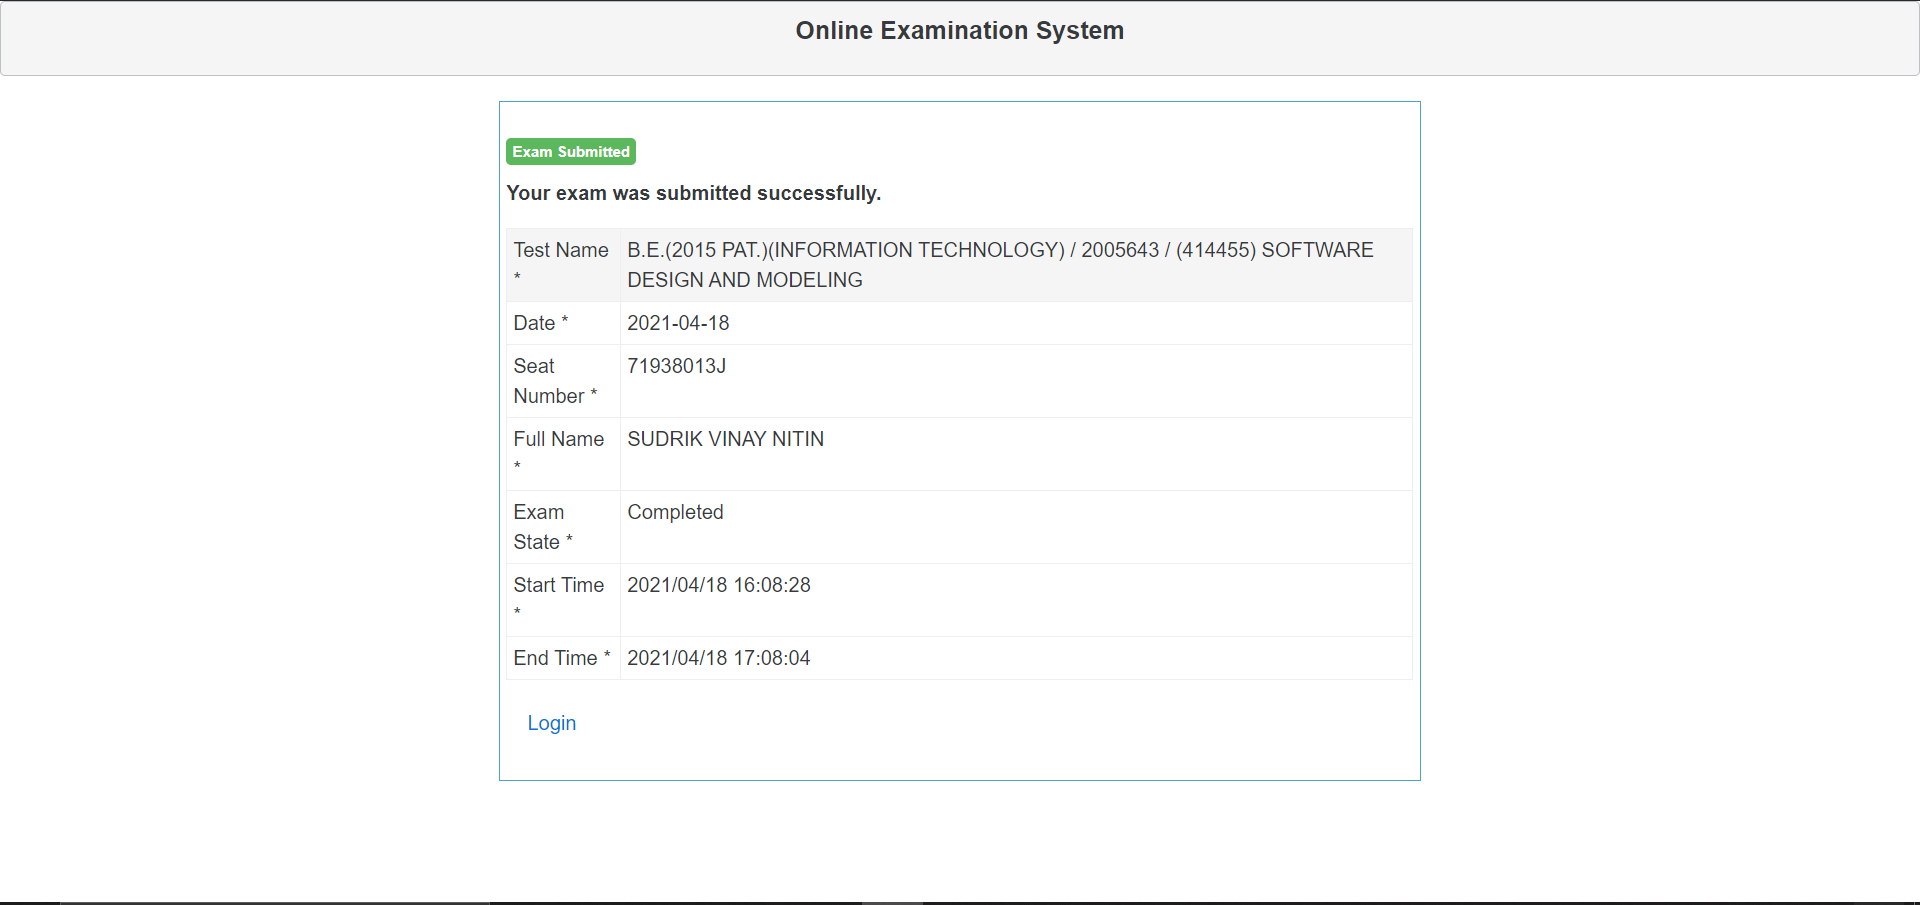 Online Examination System
Exam Submitted
Your exam was submitted successfully.
Test Name * B.E.(2015 PAT.)(INFORMATION TECHNOLOGY) / 2005643 / (414455) SOFTWARE
DESIGN AND MODELING
Date * 2021-04-18
Seat 71938013J
Number *
Full Name * SUDRIK VINAY NITIN
Exam Completed
State *
Start Time * 2021/04/18 16:08:28
End Time * 2021/04/18 17:08:04
Login